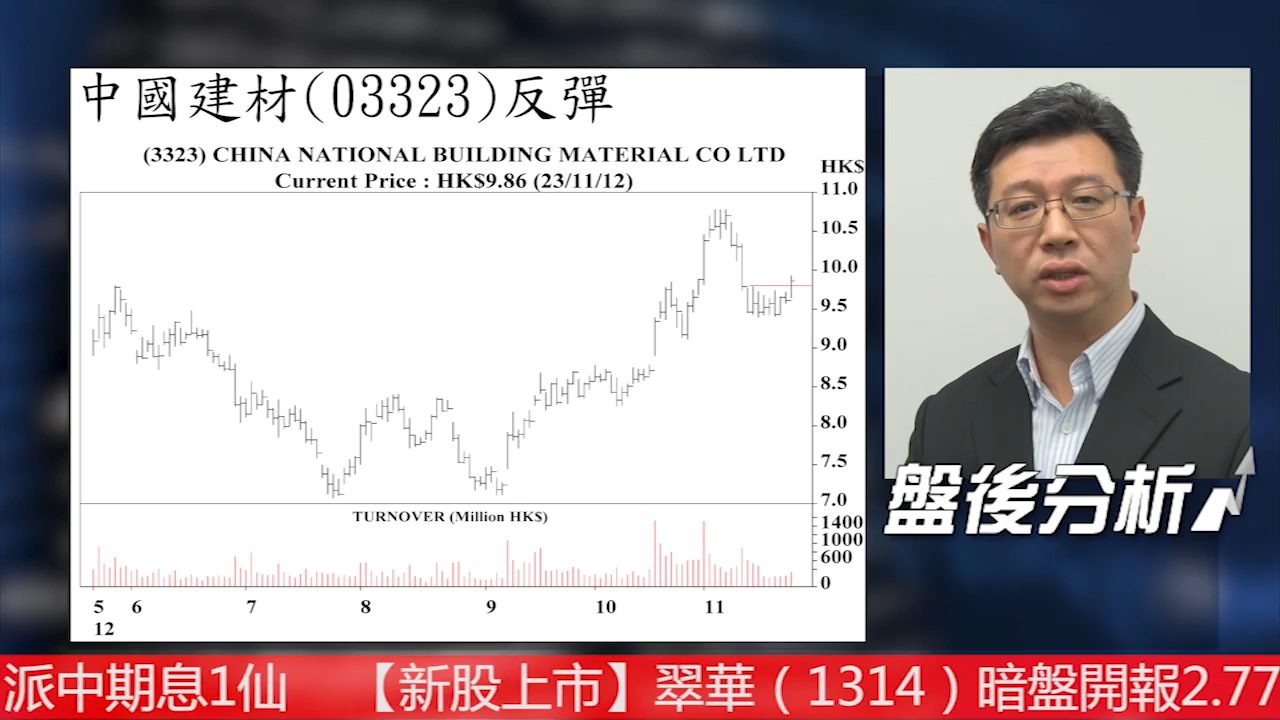 中國建材(03323)反彈
(3323) CHINA NATIONAL BUILDING MATERIAL CO LTD
Current Price : HK$9.86 (23/11/12)
HK$
11.0
10.5
10.0
9.5
9.0
8.5
8.0
7.5
7.0
TURNOVER (Million HK$)
1400
1000
600
0
5 6 7 8 9 10 11
12
盤後分析
派中期息1仙 【新股上市】翠華（1314）暗盤開報2.77